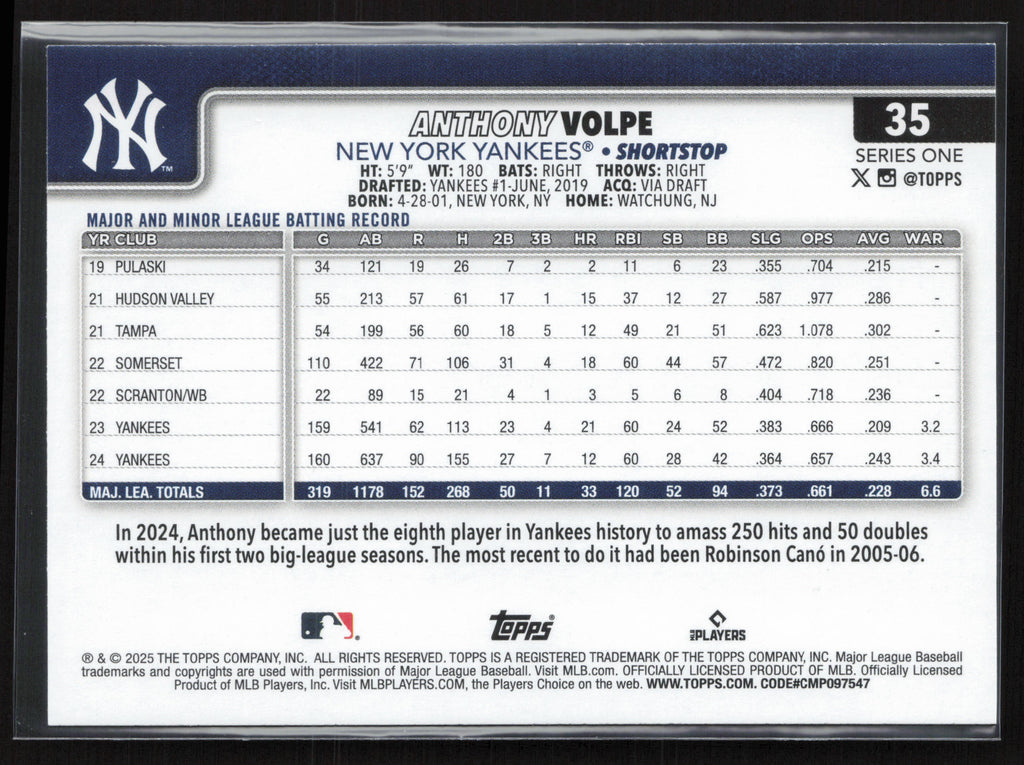 NY
TM
35
ANTHONY VOLPE
NEW YORK YANKEES® • SHORTSTOP
SERIES ONE
HT: 5'9" WT: 180 BATS: RIGHT THROWS: RIGHT
@TOPPS
DRAFTED: YANKEES #1-JUNE, 2019 ACQ: VIA DRAFT
BORN: 4-28-01, NEW YORK, NY HOME: WATCHUNG, NJ
MAJOR AND MINOR LEAGUE BATTING RECORD
YR CLUB G AB R H 2B 3B HR RBI SB BB SLG OPS AVG WAR
19 PULASKI 34 121 19 26 7 2 2 11 6 23 .355 .704 .215 -
21 HUDSON VALLEY 55 213 57 61 17 1 15 37 12 27 .587 .977 .286 -
21 TAMPA 54 199 56 60 18 5 12 49 21 51 .623 1.078 .302 -
22 SOMERSET 110 422 71 106 31 4 18 60 44 57 .472 .820 .251 -
22 SCRANTON/WB 22 89 15 21 4 1 3 5 6 8 .404 .718 .236 -
23 YANKEES 159 541 62 113 23 4 21 60 24 52 .383 .666 .209 3.2
24 YANKEES 160 637 90 155 27 7 12 60 28 42 .364 .657 .243 3.4
MAJ. LEA. TOTALS 319 1178 152 268 50 11 33 120 52 94 .373 .661 .228 6.6
In 2024, Anthony became just the eighth player in Yankees history to amass 250 hits and 50 doubles
within his first two big-league seasons. The most recent to do it had been Robinson Canó in 2005-06.
Topps®
MLB PLAYERS
® & © 2025 THE TOPPS COMPANY, INC. ALL RIGHTS RESERVED. TOPPS IS A REGISTERED TRADEMARK OF THE TOPPS COMPANY, INC. Major League Baseball
trademarks and copyrights are used with permission of Major League Baseball. Visit MLB.com. OFFICIALLY LICENSED PRODUCT OF MLB. Officially Licensed
Product of MLB Players, Inc. Visit MLBPLAYERS.COM, the Players Choice on the web. WWW.TOPPS.COM. CODE#CMP097547